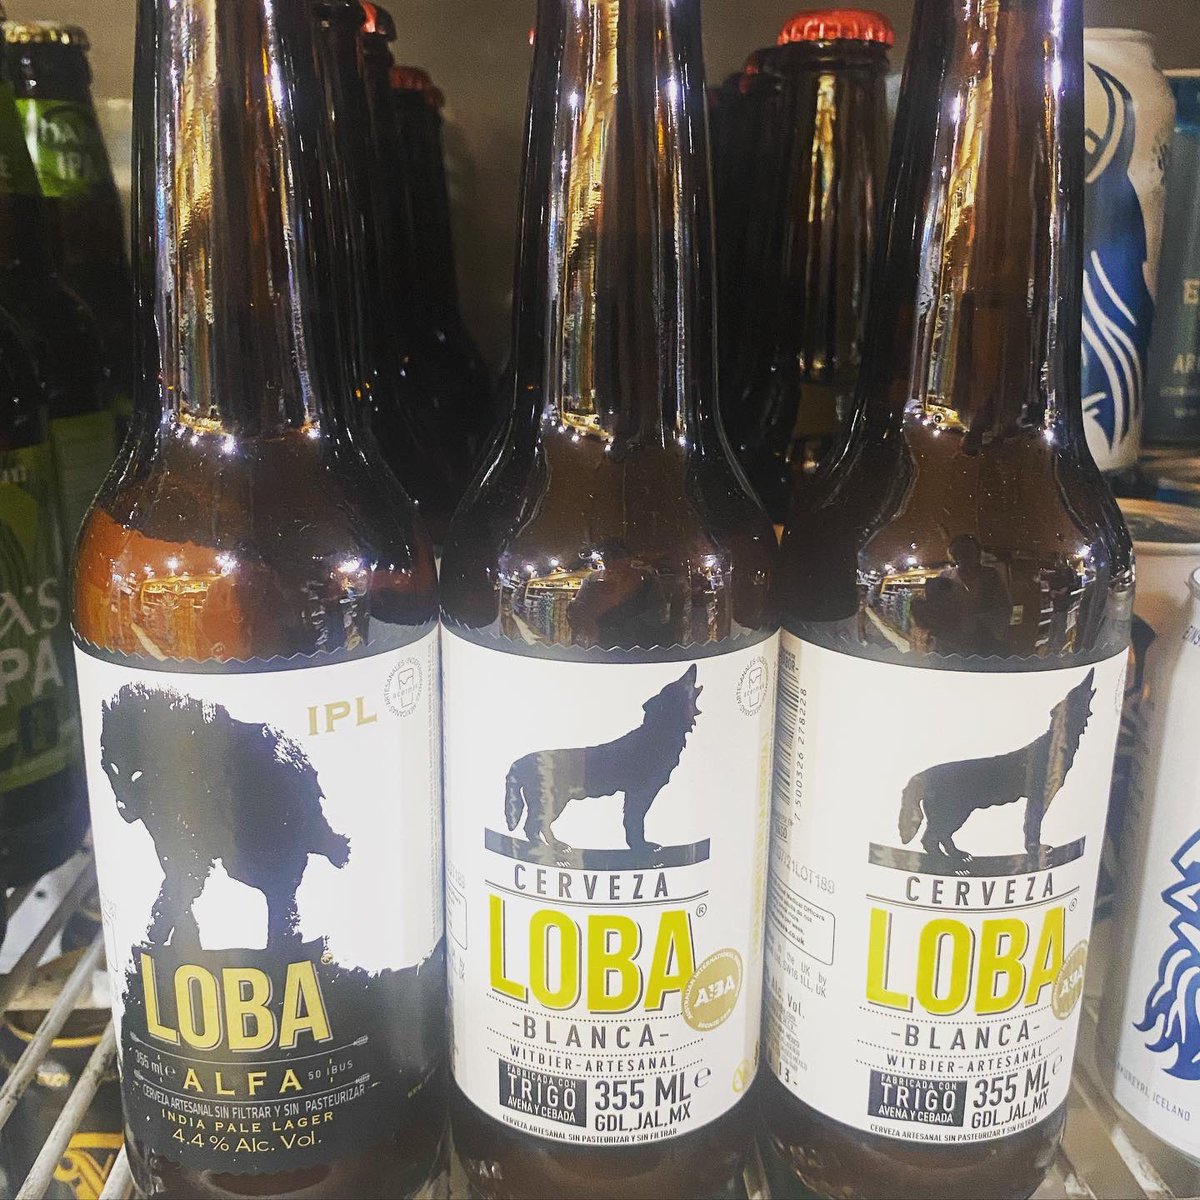 IPL
LOBA
355 ml e
ALFA
50 IBUS
CERVEZA ARTESANAL SIN FILTRAR Y SIN PASTEURIZAR
INDIA PALE LAGER
4.4% Alc. Vol.
CERVEZA
LOBA®
-BLANCA-
WITBIER-ARTESANAL
FABRICADA CON
TRIGO
AVENA Y CEBADA
355 ML e
GDL,JAL,MX
CERVEZA ARTESANAL SIN PASTEURIZAR Y SIN FILTRAR
7 500326 278228
CERVEZA
LOBA®
-BLANCA-
WITBIER-ARTESANAL
FABRICADA CON
TRIGO
AVENA Y CEBADA
355 ML e
GDL,JAL,MX
CERVEZA ARTESANAL SIN PASTEURIZAR Y SIN FILTRAR